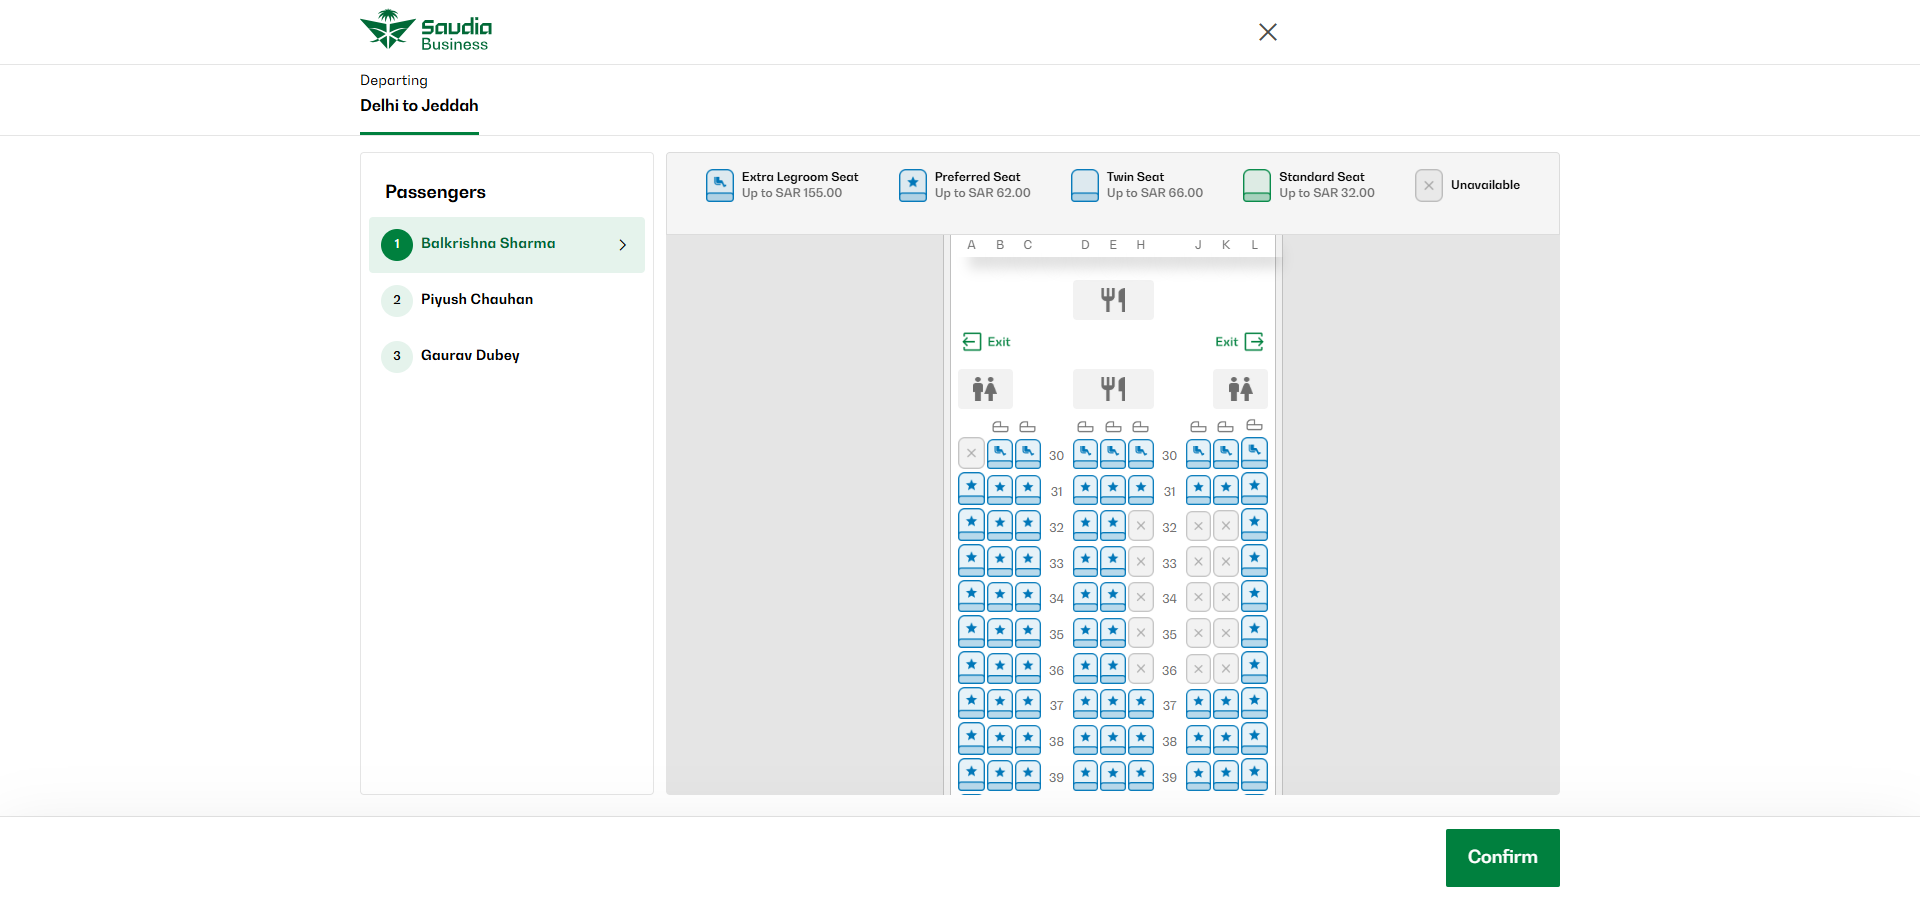 Saudia
Business
Departing
Delhi to Jeddah
Passengers
1 Balkrishna Sharma
2 Piyush Chauhan
3 Gaurav Dubey
Extra Legroom Seat
Up to SAR 155.00
Preferred Seat
Up to SAR 62.00
Twin Seat
Up to SAR 66.00
Standard Seat
Up to SAR 32.00
Unavailable
A B C D E H J K L
Exit Exit
30 30
31 31
32 32
33 33
34 34
35 35
36 36
37 37
38 38
39 39
Confirm